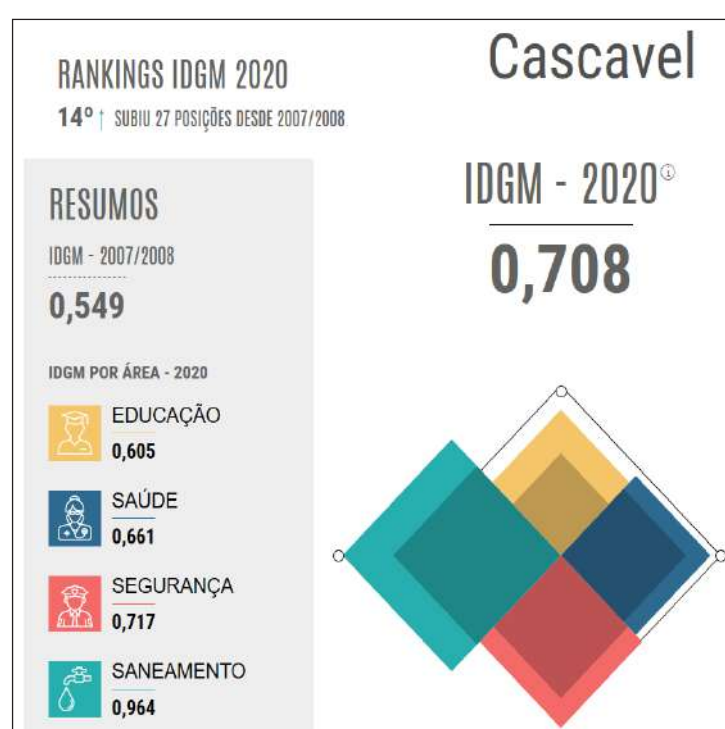 RANKINGS IDGM 2020
14º ↑ SUBIU 27 POSIÇÕES DESDE 2007/2008
Cascavel
RESUMOS
IDGM - 2007/2008
0,549
IDGM POR ÁREA - 2020
EDUCAÇÃO
0,605
SAÚDE
0,661
SEGURANÇA
0,717
SANEAMENTO
0,964
IDGM - 2020
0,708